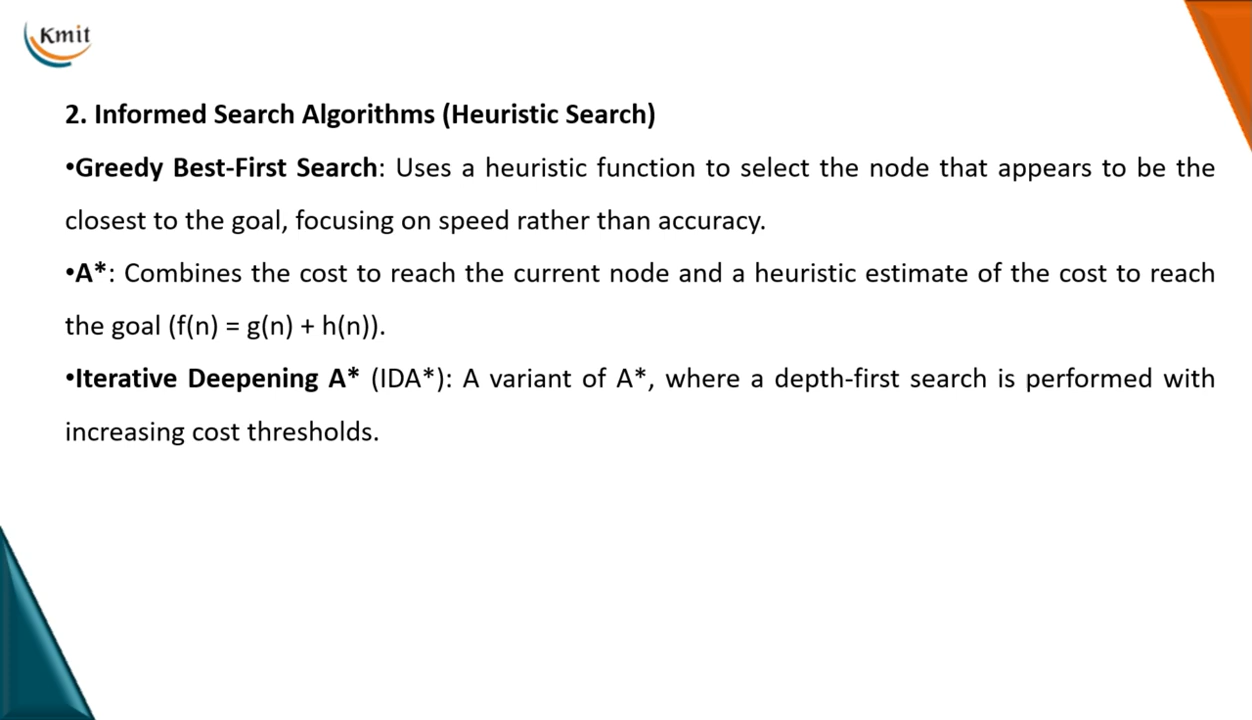 Kmit
2. Informed Search Algorithms (Heuristic Search)
•Greedy Best-First Search: Uses a heuristic function to select the node that appears to be the
closest to the goal, focusing on speed rather than accuracy.
•A*: Combines the cost to reach the current node and a heuristic estimate of the cost to reach
the goal (f(n) = g(n) + h(n)).
•Iterative Deepening A* (IDA*): A variant of A*, where a depth-first search is performed with
increasing cost thresholds.